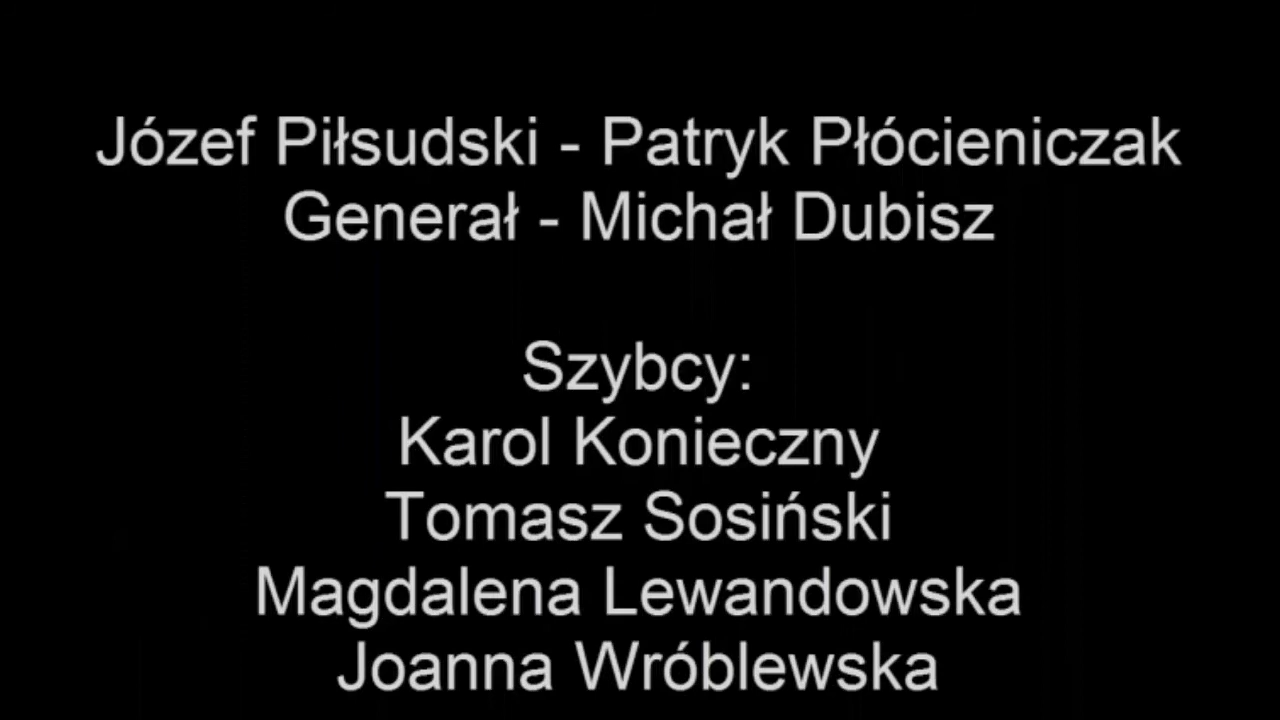 Józef Piłsudski - Patryk Płócieniczak
Generał - Michał Dubisz
Szybcy:
Karol Konieczny
Tomasz Sosiński
Magdalena Lewandowska
Joanna Wróblewska